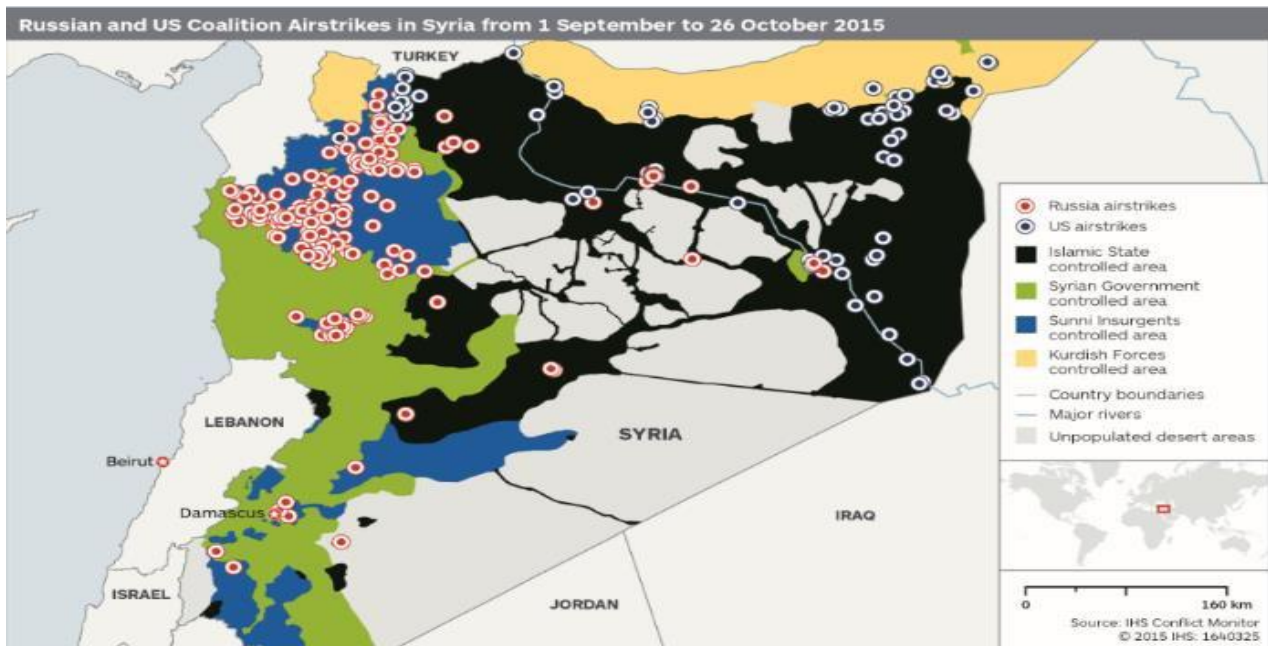 Russian and US Coalition Airstrikes in Syria from 1 September to 26 October 2015
TURKEY
Russia airstrikes
US airstrikes
Islamic State
controlled area
Syrian Government
controlled area
Sunni Insurgents
controlled area
Kurdish Forces
controlled area
Country boundaries
Major rivers
Unpopulated desert areas
LEBANON
SYRIA
Beirut
Damascus
IRAQ
ISRAEL
JORDAN
0 160 km
Source: IHS Conflict Monitor
© 2015 IHS: 1640325